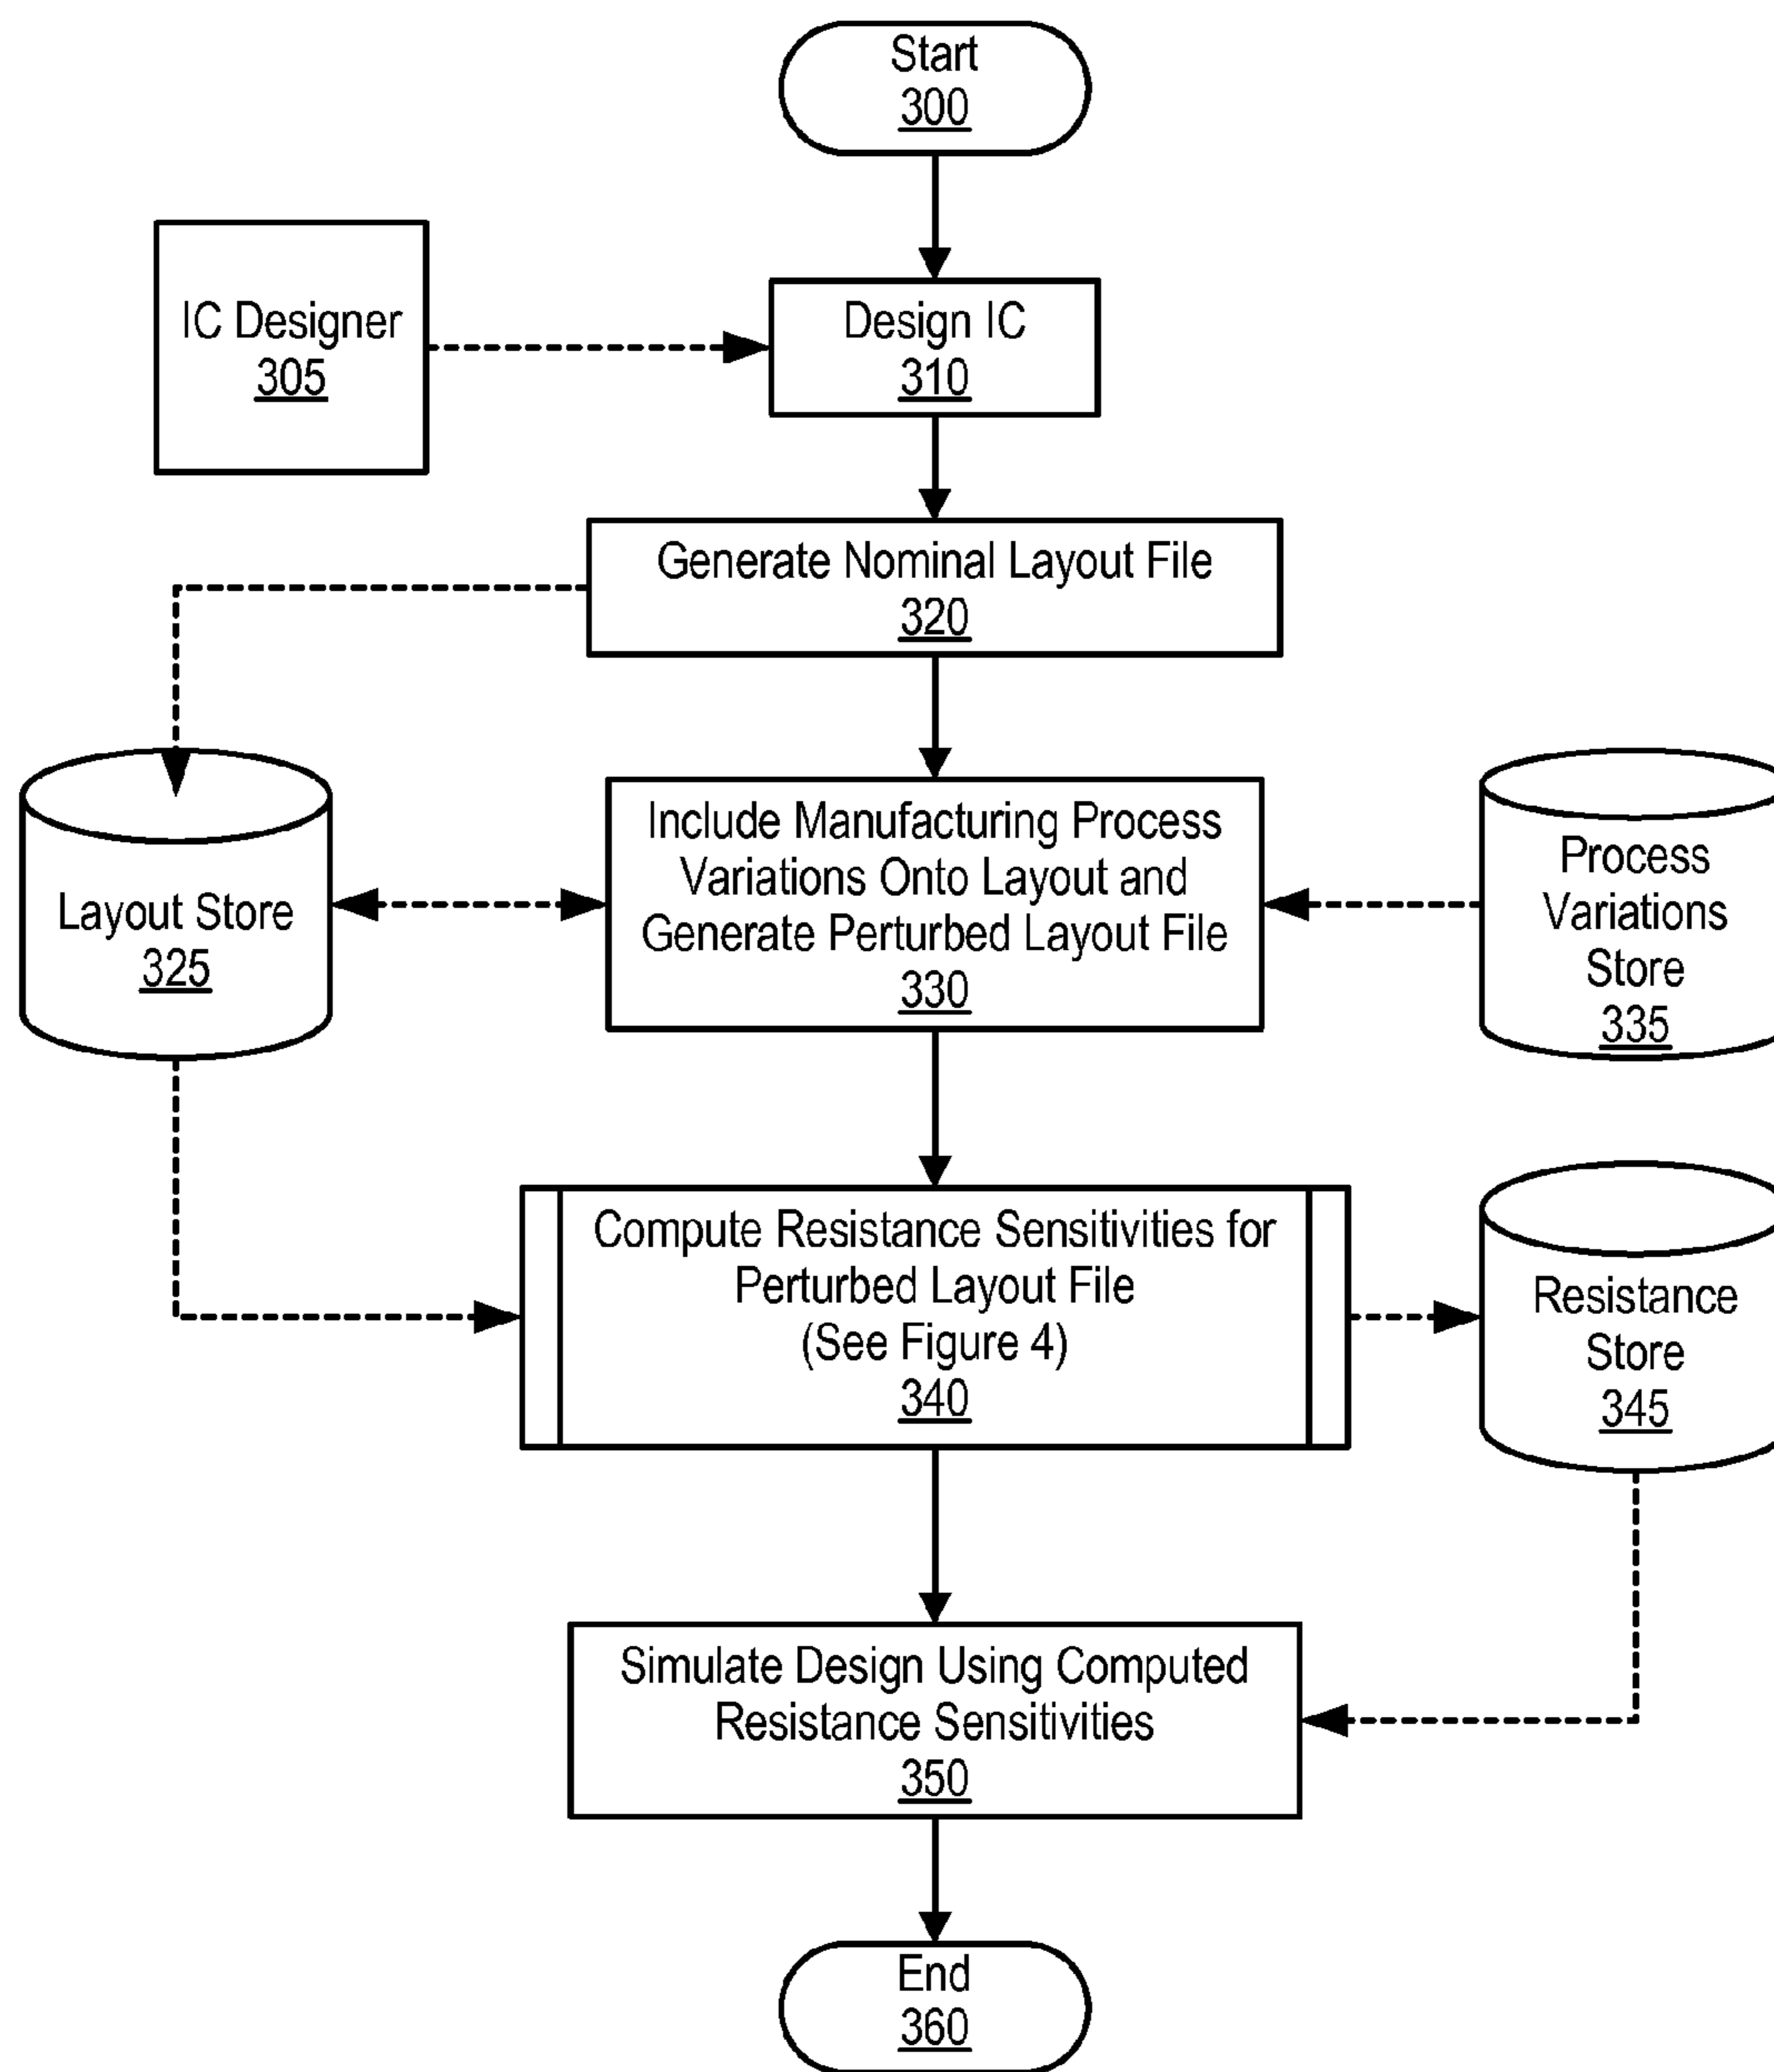 Start
300
IC Designer
305
Design IC
310
Generate Nominal Layout File
320
Layout Store
325
Include Manufacturing Process
Variations Onto Layout and
Generate Perturbed Layout File
330
Process
Variations
Store
335
Compute Resistance Sensitivities for
Perturbed Layout File
(See Figure 4)
340
Resistance
Store
345
Simulate Design Using Computed
Resistance Sensitivities
350
End
360